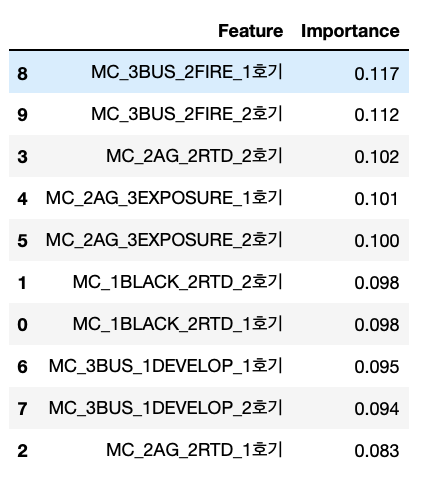 Feature Importance
8 MC_3BUS_2FIRE_1호기 0.117
9 MC_3BUS_2FIRE_2호기 0.112
3 MC_2AG_2RTD_2호기 0.102
4 MC_2AG_3EXPOSURE_1호기 0.101
5 MC_2AG_3EXPOSURE_2호기 0.100
1 MC_1BLACK_2RTD_2호기 0.098
0 MC_1BLACK_2RTD_1호기 0.098
6 MC_3BUS_1DEVELOP_1호기 0.095
7 MC_3BUS_1DEVELOP_2호기 0.094
2 MC_2AG_2RTD_1호기 0.083